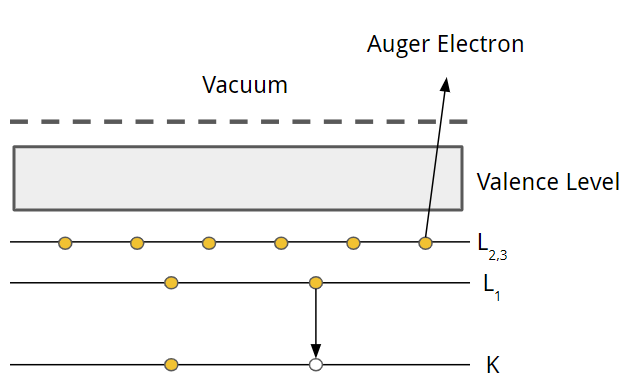 Auger Electron
Vacuum
Valence Level
L2,3
L1
K